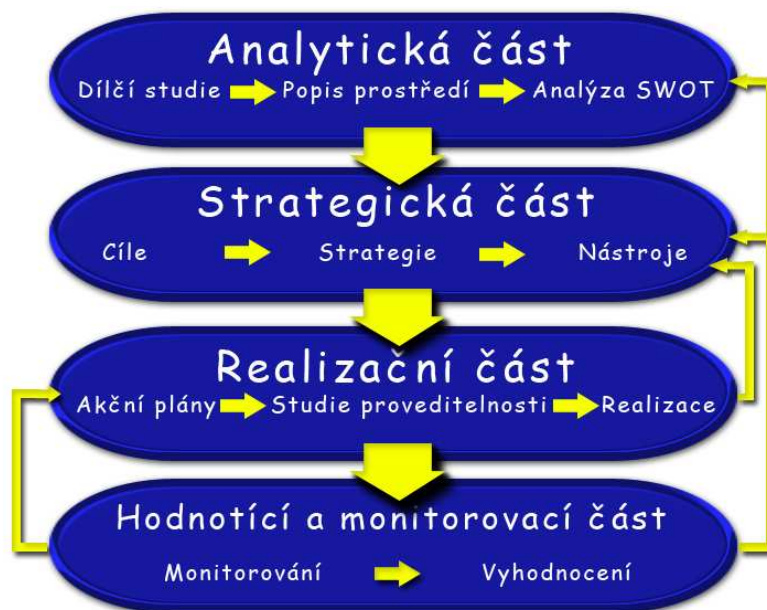 Analytická část
Dílčí studie Popis prostředí Analýza SWOT
Strategická část
Cíle Strategie Nástroje
Realizační část
Akční plány Studie proveditelnosti Realizace
Hodnotící a monitorovací část
Monitorování Vyhodnocení